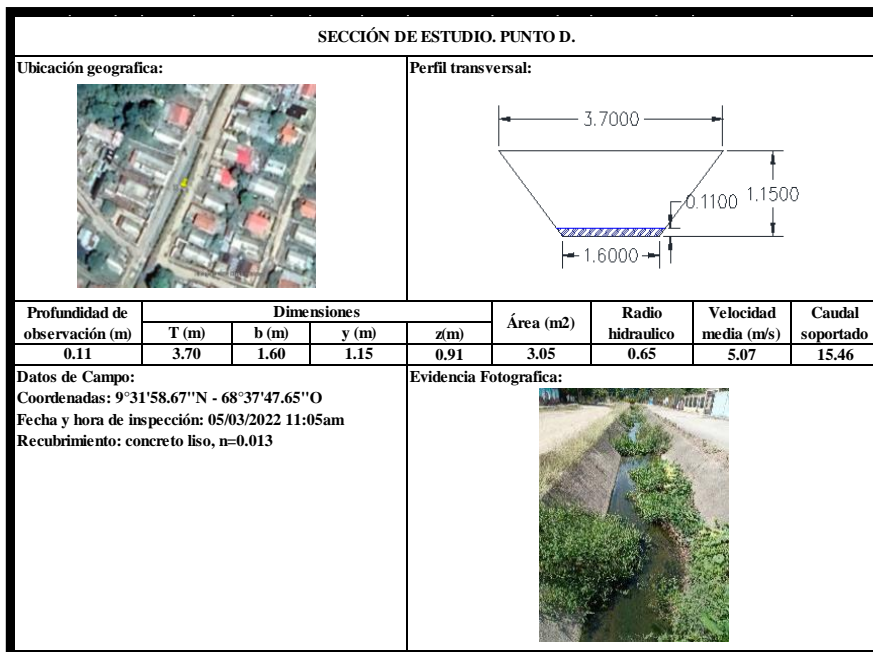 SECCIÓN DE ESTUDIO. PUNTO D.
Ubicación geografica:
Perfil transversal:
3.7000
0.1100
1.1500
1.6000
Profundidad de observación (m)
Dimensiones
T (m)
b (m)
y (m)
z(m)
Área (m2)
Radio hidraulico
Velocidad media (m/s)
Caudal soportado
0.11
3.70
1.60
1.15
0.91
3.05
0.65
5.07
15.46
Datos de Campo:
Coordenadas: 9°31'58.67''N - 68°37'47.65''O
Fecha y hora de inspección: 05/03/2022 11:05am
Recubrimiento: concreto liso, n=0.013
Evidencia Fotografica: